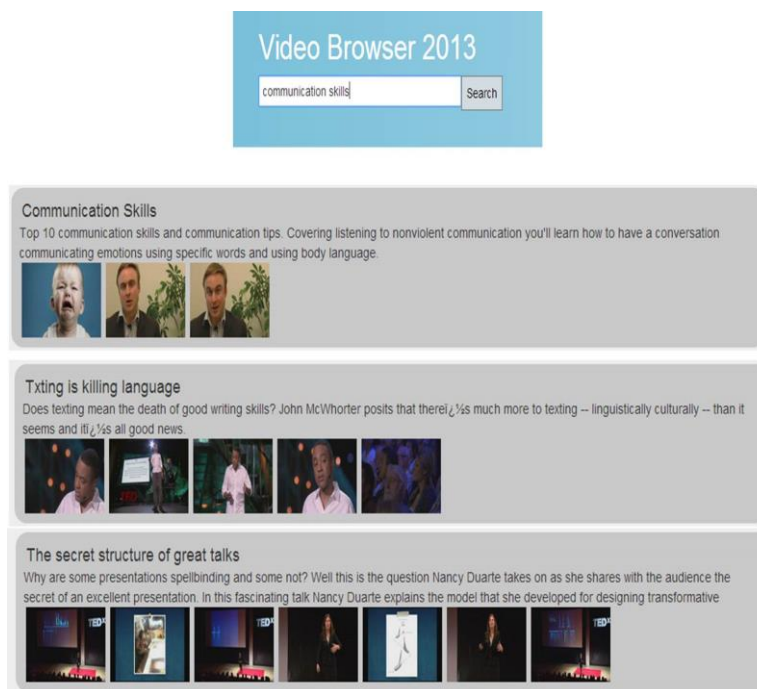 Video Browser 2013
communication skills
Search
Communication Skills
Top 10 communication skills and communication tips. Covering listening to nonviolent communication you'll learn how to have a conversation
communicating emotions using specific words and using body language.
Txting is killing language
Does texting mean the death of good writing skills? John McWhorter posits that thereï¿½s much more to texting -- linguistically culturally -- than it
seems and itï¿½s all good news.
TED
The secret structure of great talks
Why are some presentations spellbinding and some not? Well this is the question Nancy Duarte takes on as she shares with the audience the
secret of an excellent presentation. In this fascinating talk Nancy Duarte explains the model that she developed for designing transformative
TEDx
TEDx
TEDx